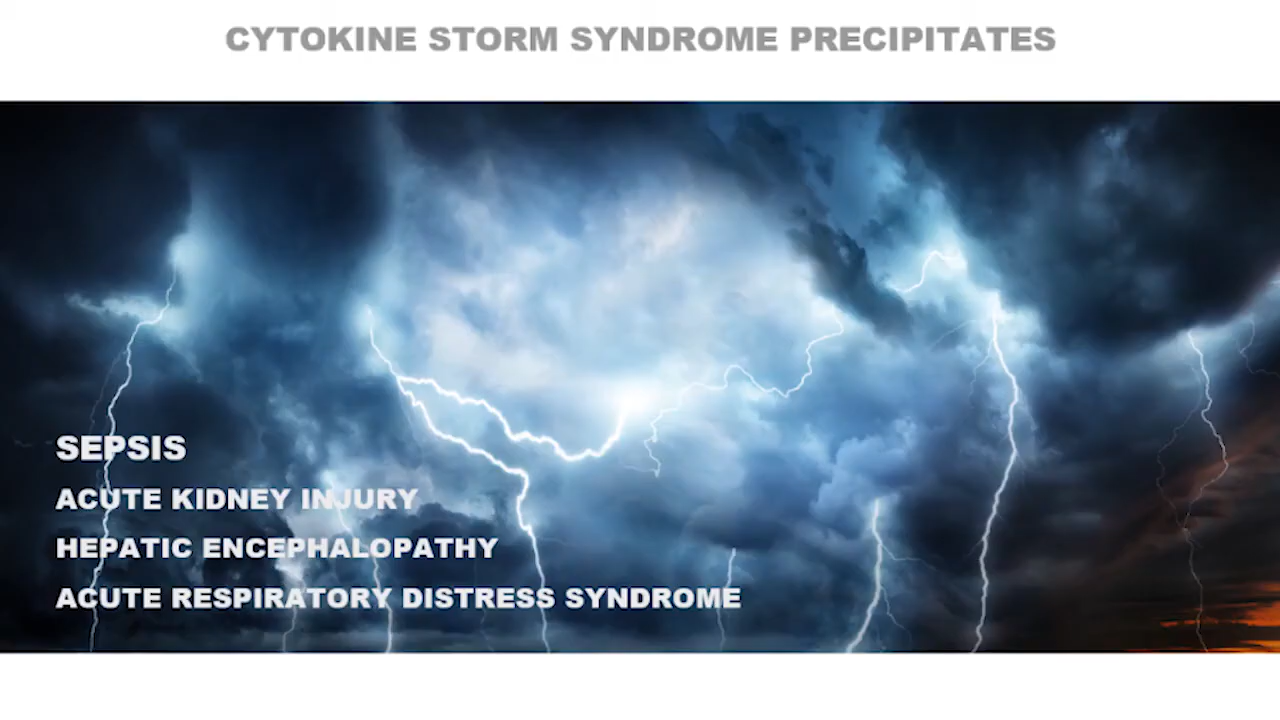 CYTOKINE STORM SYNDROME PRECIPITATES
SEPSIS
ACUTE KIDNEY INJURY
HEPATIC ENCEPHALOPATHY
ACUTE RESPIRATORY DISTRESS SYNDROME